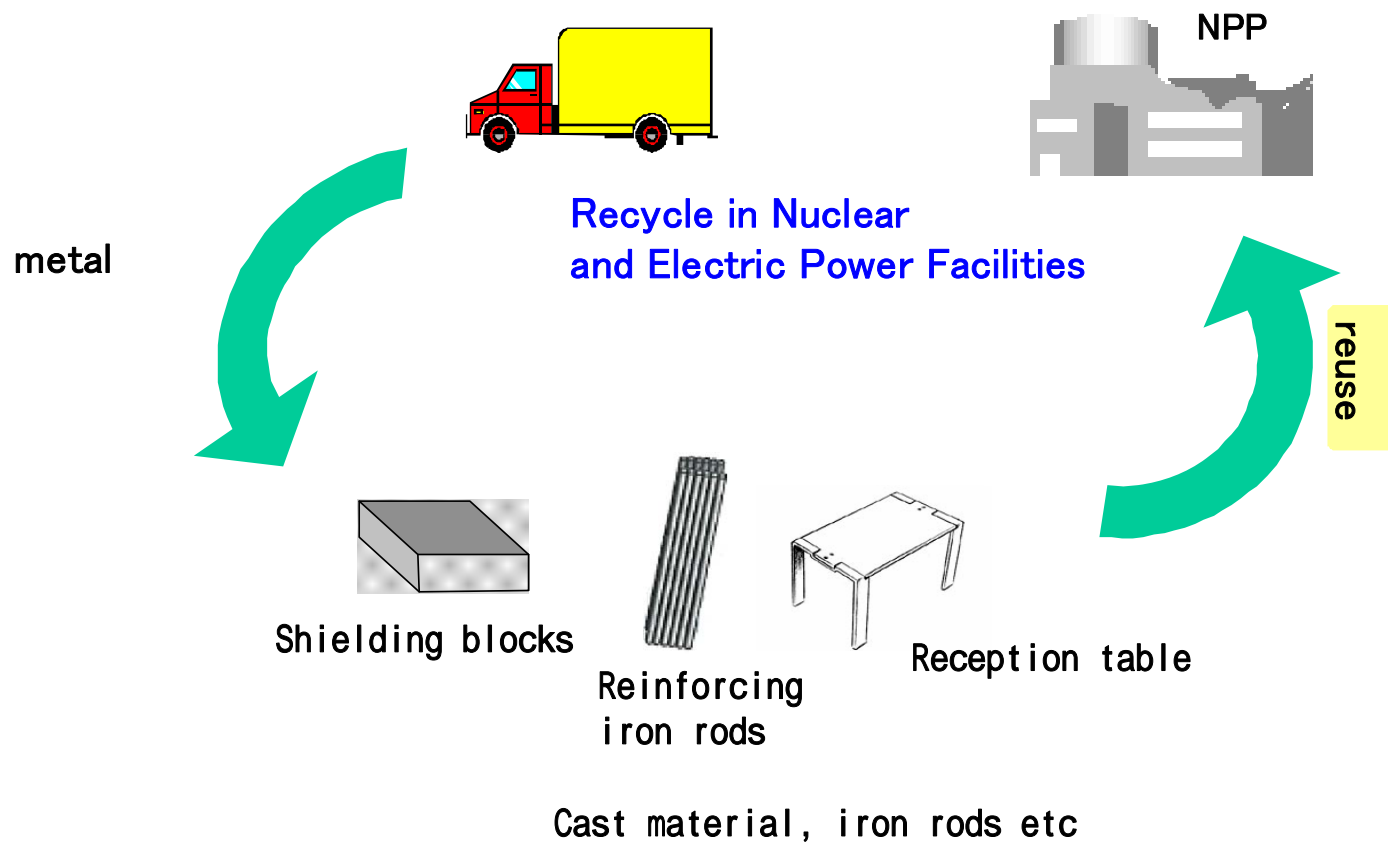 NPP
Recycle in Nuclear
and Electric Power Facilities
metal
reuse
Shielding blocks
Reinforcing
iron rods
Reception table
Cast material, iron rods etc